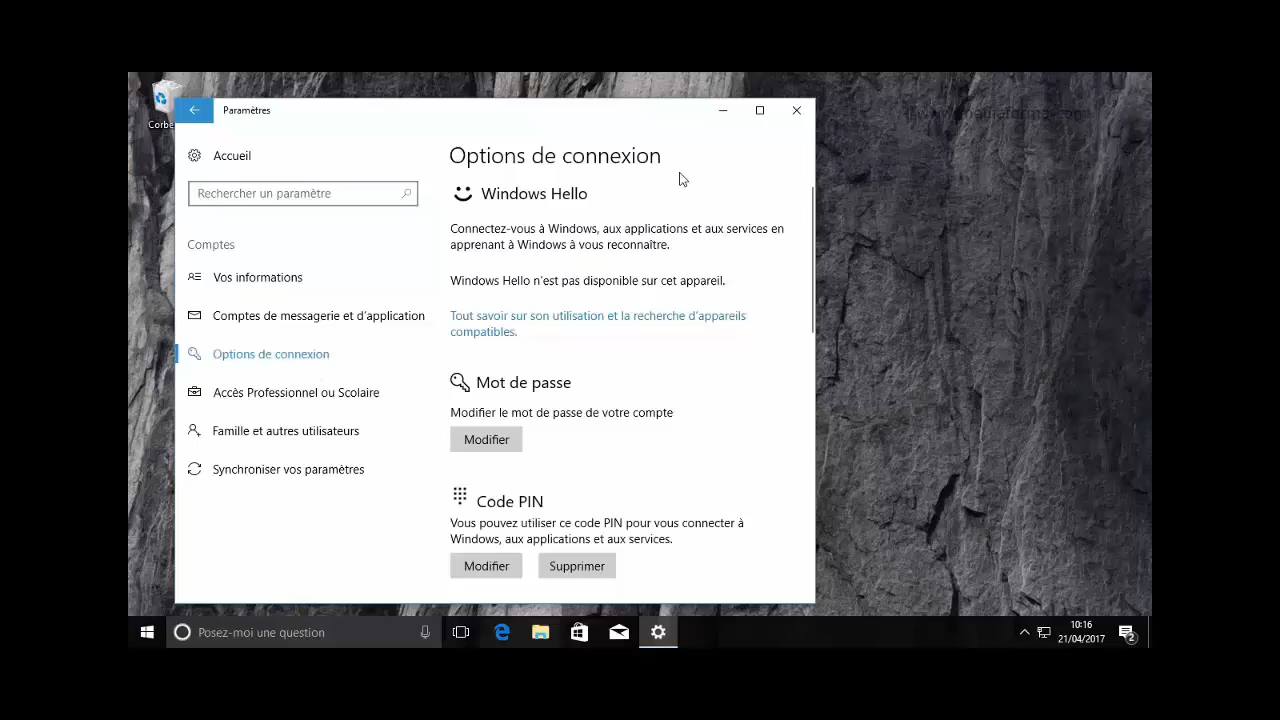 Corbe
Paramètres
Accueil
Rechercher un paramètre
Comptes
Vos informations
Comptes de messagerie et d'application
Options de connexion
Accès Professionnel ou Scolaire
Famille et autres utilisateurs
Synchroniser vos paramètres
Options de connexion
Windows Hello
Connectez-vous à Windows, aux applications et aux services en
apprenant à Windows à vous reconnaître.
Windows Hello n'est pas disponible sur cet appareil.
Tout savoir sur son utilisation et la recherche d'appareils
compatibles.
Mot de passe
Modifier le mot de passe de votre compte
Modifier
Code PIN
Vous pouvez utiliser ce code PIN pour vous connecter à
Windows, aux applications et aux services.
Modifier Supprimer
Posez-moi une question
10:16
21/04/2017
2